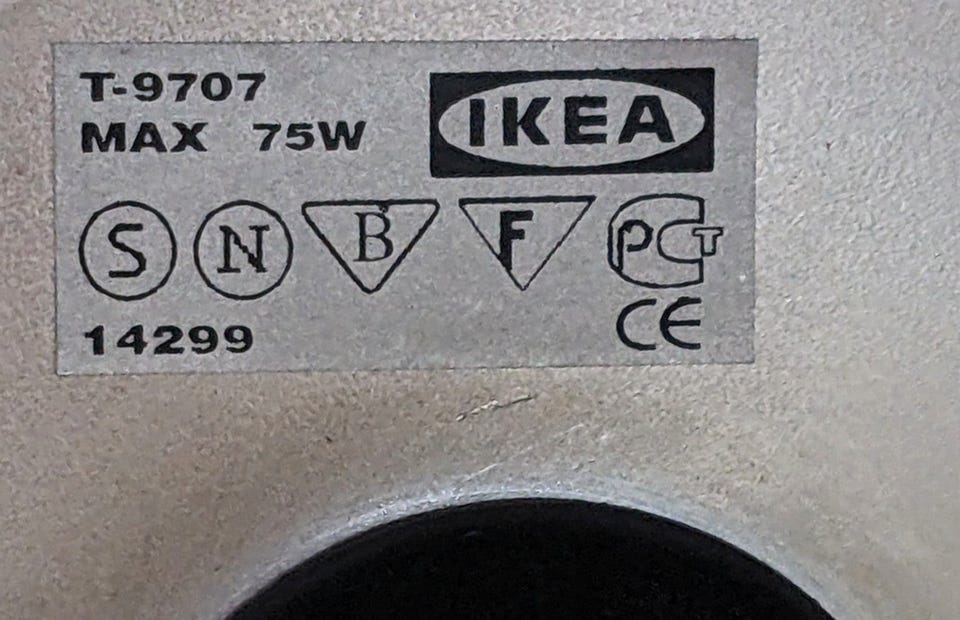 T-9707
MAX 75W
IKEA
S N B F PCT
CE
14299